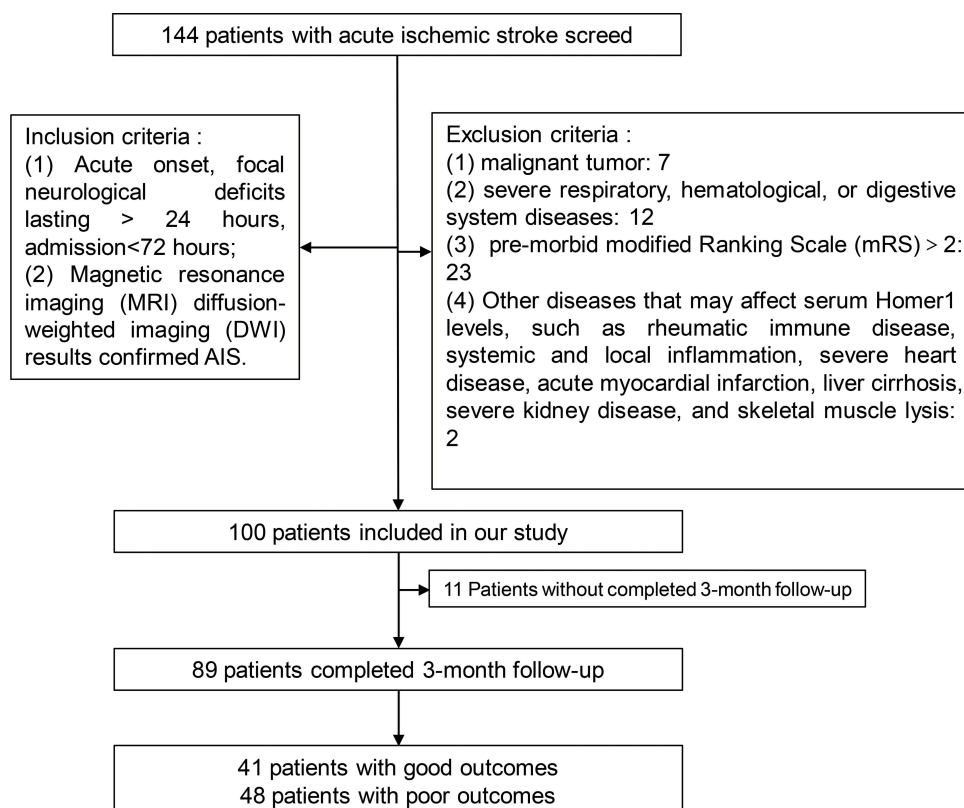 144 patients with acute ischemic stroke screed
Inclusion criteria :
(1) Acute onset, focal
neurological deficits
lasting > 24 hours,
admission<72 hours;
(2) Magnetic resonance
imaging (MRI) diffusion-
weighted imaging (DWI)
results confirmed AIS.
Exclusion criteria :
(1) malignant tumor: 7
(2) severe respiratory, hematological, or digestive
system diseases: 12
(3) pre-morbid modified Ranking Scale (mRS) > 2:
23
(4) Other diseases that may affect serum Homer1
levels, such as rheumatic immune disease,
systemic and local inflammation, severe heart
disease, acute myocardial infarction, liver cirrhosis,
severe kidney disease, and skeletal muscle lysis:
2
100 patients included in our study
11 Patients without completed 3-month follow-up
89 patients completed 3-month follow-up
41 patients with good outcomes
48 patients with poor outcomes